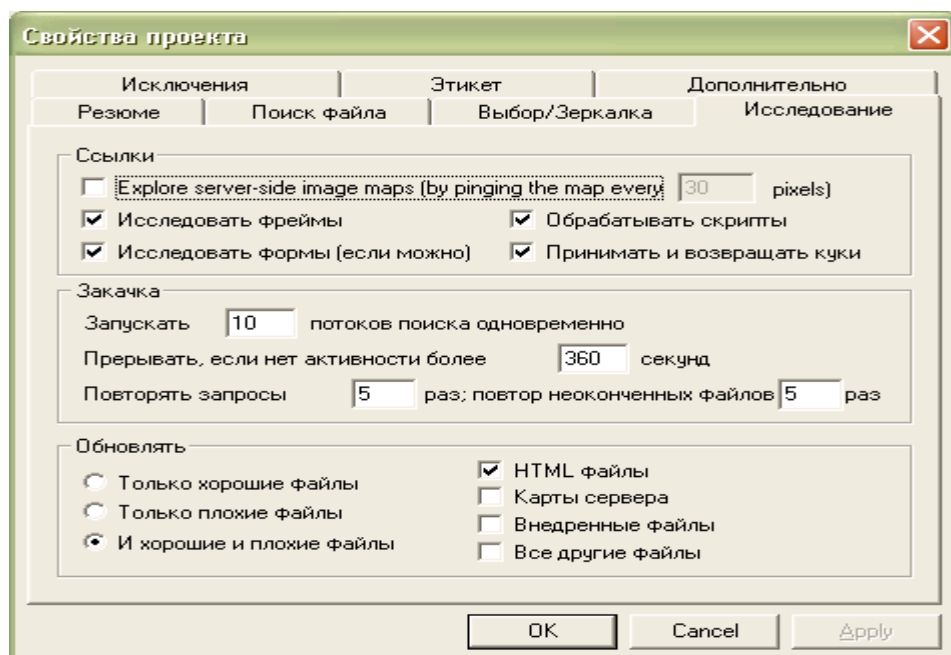 Свойства проекта
Исключения Этикет Дополнительно
Резюме Поиск файла Выбор/Зеркалка Исследование
Ссылки
Explore server-side image maps (by pinging the map every 30 pixels)
Исследовать фреймы Обрабатывать скрипты
Исследовать формы (если можно) Принимать и возвращать куки
Закачка
Запускать 10 потоков поиска одновременно
Прерывать, если нет активности более 360 секунд
Повторять запросы 5 раз; повтор неоконченных файлов 5 раз
Обновлять
Только хорошие файлы
Только плохие файлы
И хорошие и плохие файлы
HTML файлы
Карты сервера
Внедренные файлы
Все другие файлы
OK Cancel Apply